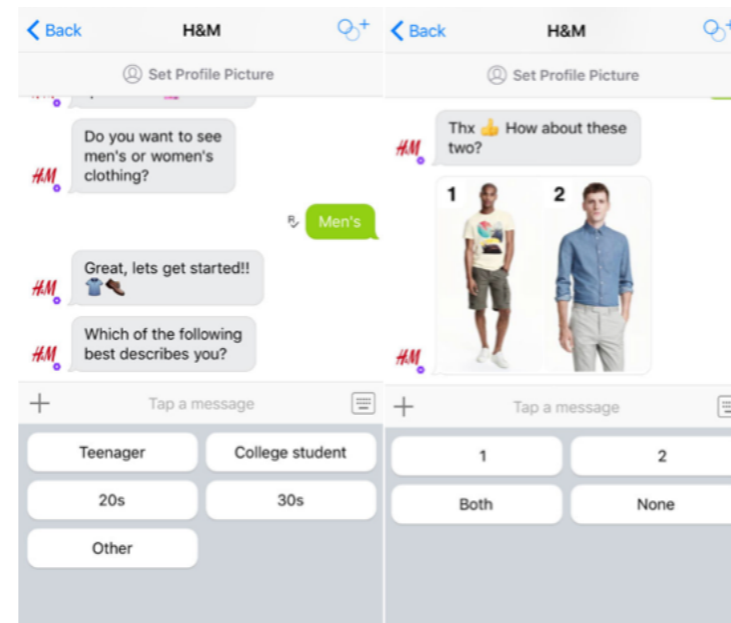 Back
H&M
Set Profile Picture
H&M
Do you want to see
men's or women's
clothing?
R
Men's
H&M
Great, lets get started!!
H&M
Which of the following
best describes you?
Tap a message
Teenager
College student
20s
30s
Other
Back
H&M
Set Profile Picture
H&M
Thx 👍 How about these
two?
1
2
H&M
Tap a message
1
2
Both
None